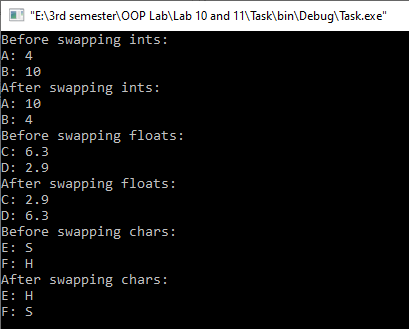 "E:\3rd semester\OOP Lab\Lab 10 and 11\Task\bin\Debug\Task.exe"
Before swapping ints:
A: 4
B: 10
After swapping ints:
A: 10
B: 4
Before swapping floats:
C: 6.3
D: 2.9
After swapping floats:
C: 2.9
D: 6.3
Before swapping chars:
E: S
F: H
After swapping chars:
E: H
F: S